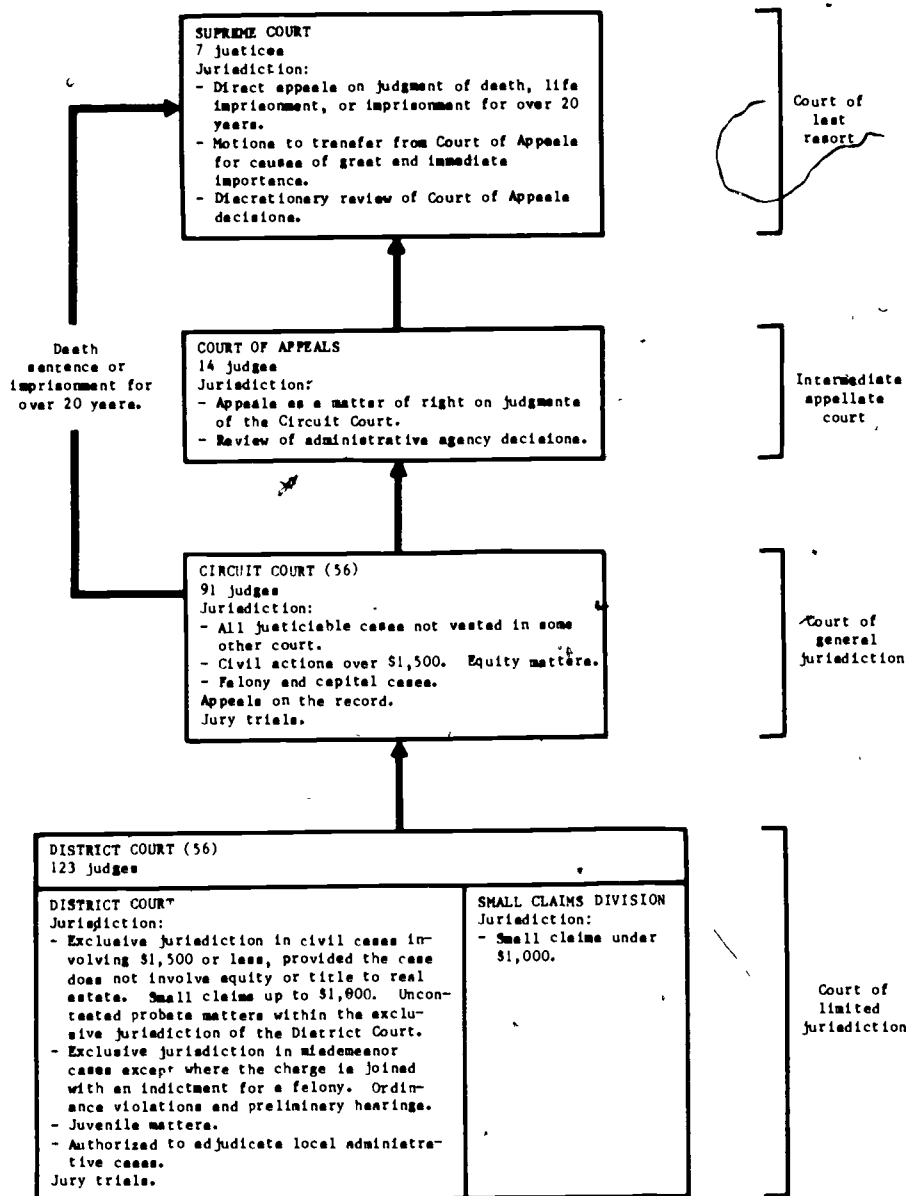 SUPREME COURT
7 justices
Jurisdiction:
- Direct appeals on judgment of death, life
imprisonment, or imprisonment for over 20
years.
- Motions to transfer from Court of Appeals
for causes of great and immediate
importance.
- Discretionary review of Court of Appeals
decisions.
Court of
last
resort
Death
sentence or
imprisonment for
over 20 years.
COURT OF APPEALS
14 judges
Jurisdiction:
- Appeals as a matter of right on judgments
of the Circuit Court.
- Review of administrative agency decisions.
Intermediate
appellate
court
CIRCUIT COURT (56)
91 judges
Jurisdiction:
- All justiciable cases not vested in some
other court.
- Civil actions over $1,500. Equity matters.
- Felony and capital cases.
Appeals on the record.
Jury trials.
Court of
general
jurisdiction
DISTRICT COURT (56)
123 judges
DISTRICT COURT
Jurisdiction:
- Exclusive jurisdiction in civil cases in-
volving $1,500 or less, provided the case
does not involve equity or title to real
estate. Small claims up to $1,000. Uncon-
tested probate matters within the exclu-
sive jurisdiction of the District Court.
- Exclusive jurisdiction in misdemeanor
cases except where the charge is joined
with an indictment for a felony. Ordin-
ance violations and preliminary hearings.
- Juvenile matters.
- Authorized to adjudicate local administra-
tive cases.
Jury trials.
SMALL CLAIMS DIVISION
Jurisdiction:
- Small claims under
$1,000.
Court of
limited
jurisdiction